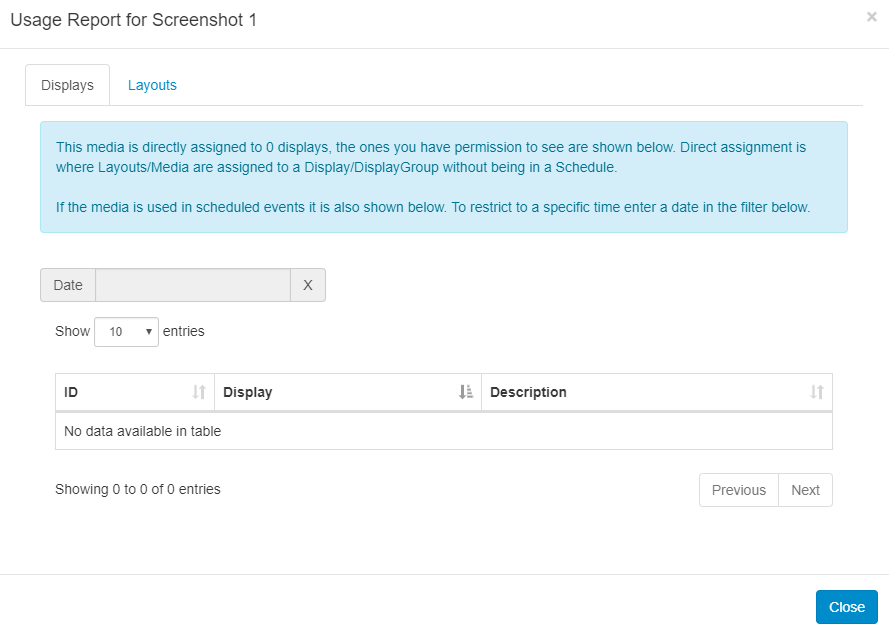 Usage Report for Screenshot 1
×
Displays Layouts
This media is directly assigned to 0 displays, the ones you have permission to see are shown below. Direct assignment is
where Layouts/Media are assigned to a Display/DisplayGroup without being in a Schedule.
If the media is used in scheduled events it is also shown below. To restrict to a specific time enter a date in the filter below.
Date X
Show 10 entries
ID Display Description
No data available in table
Showing 0 to 0 of 0 entries
Previous Next
Close